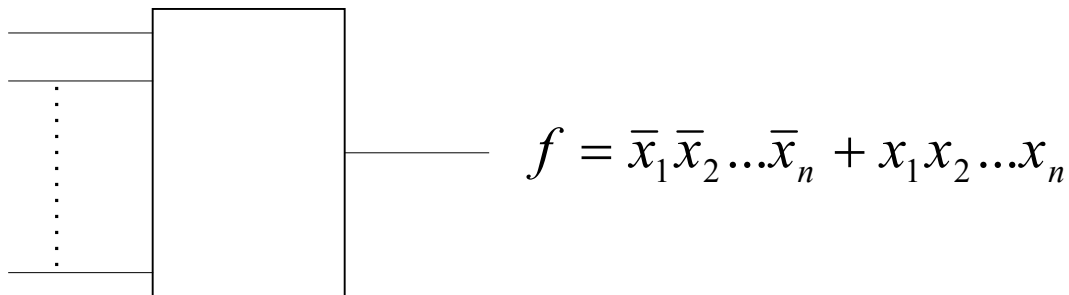 f = x̄₁x̄₂...x̄ₙ + x₁x₂...xₙ